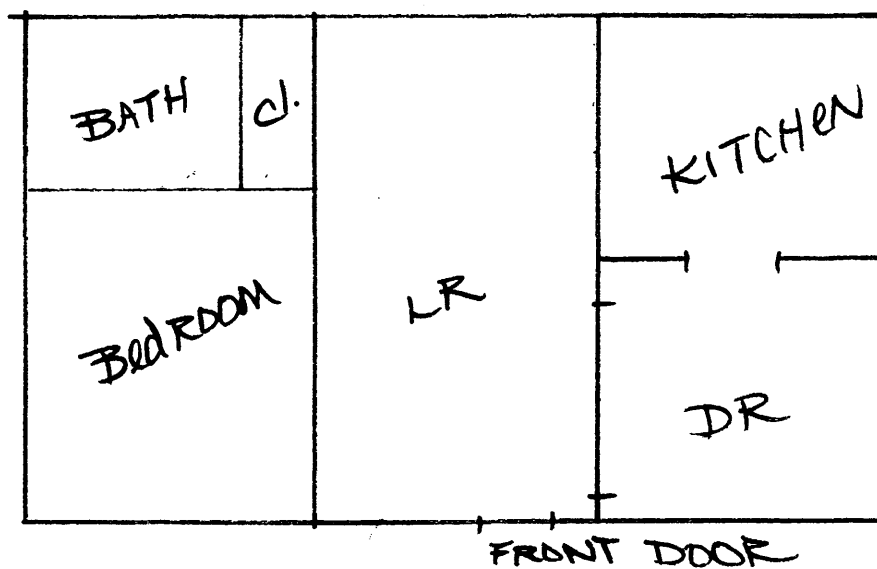 BATH
Cl.
KITCHEN
BedROOM
LR
DR
FRONT DOOR